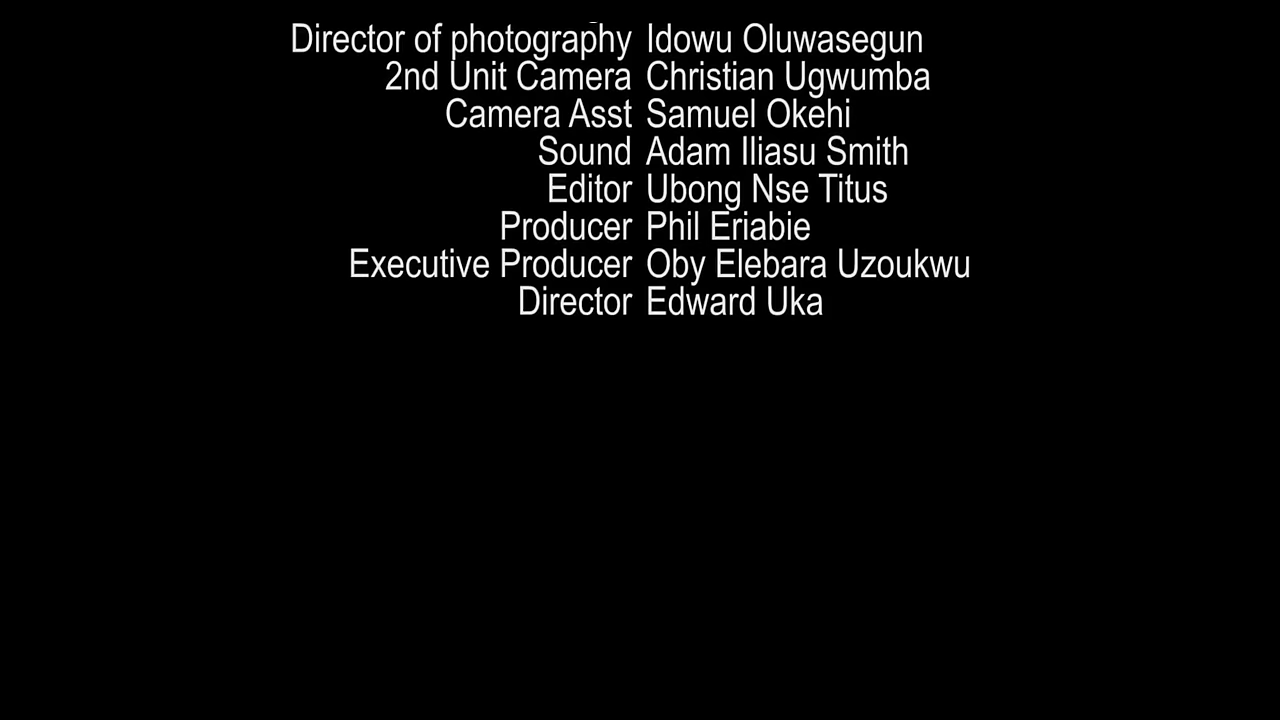 Director of photography Idowu Oluwasegun
2nd Unit Camera Christian Ugwumba
Camera Asst Samuel Okehi
Sound Adam Iliasu Smith
Editor Ubong Nse Titus
Producer Phil Eriabie
Executive Producer Oby Elebara Uzoukwu
Director Edward Uka